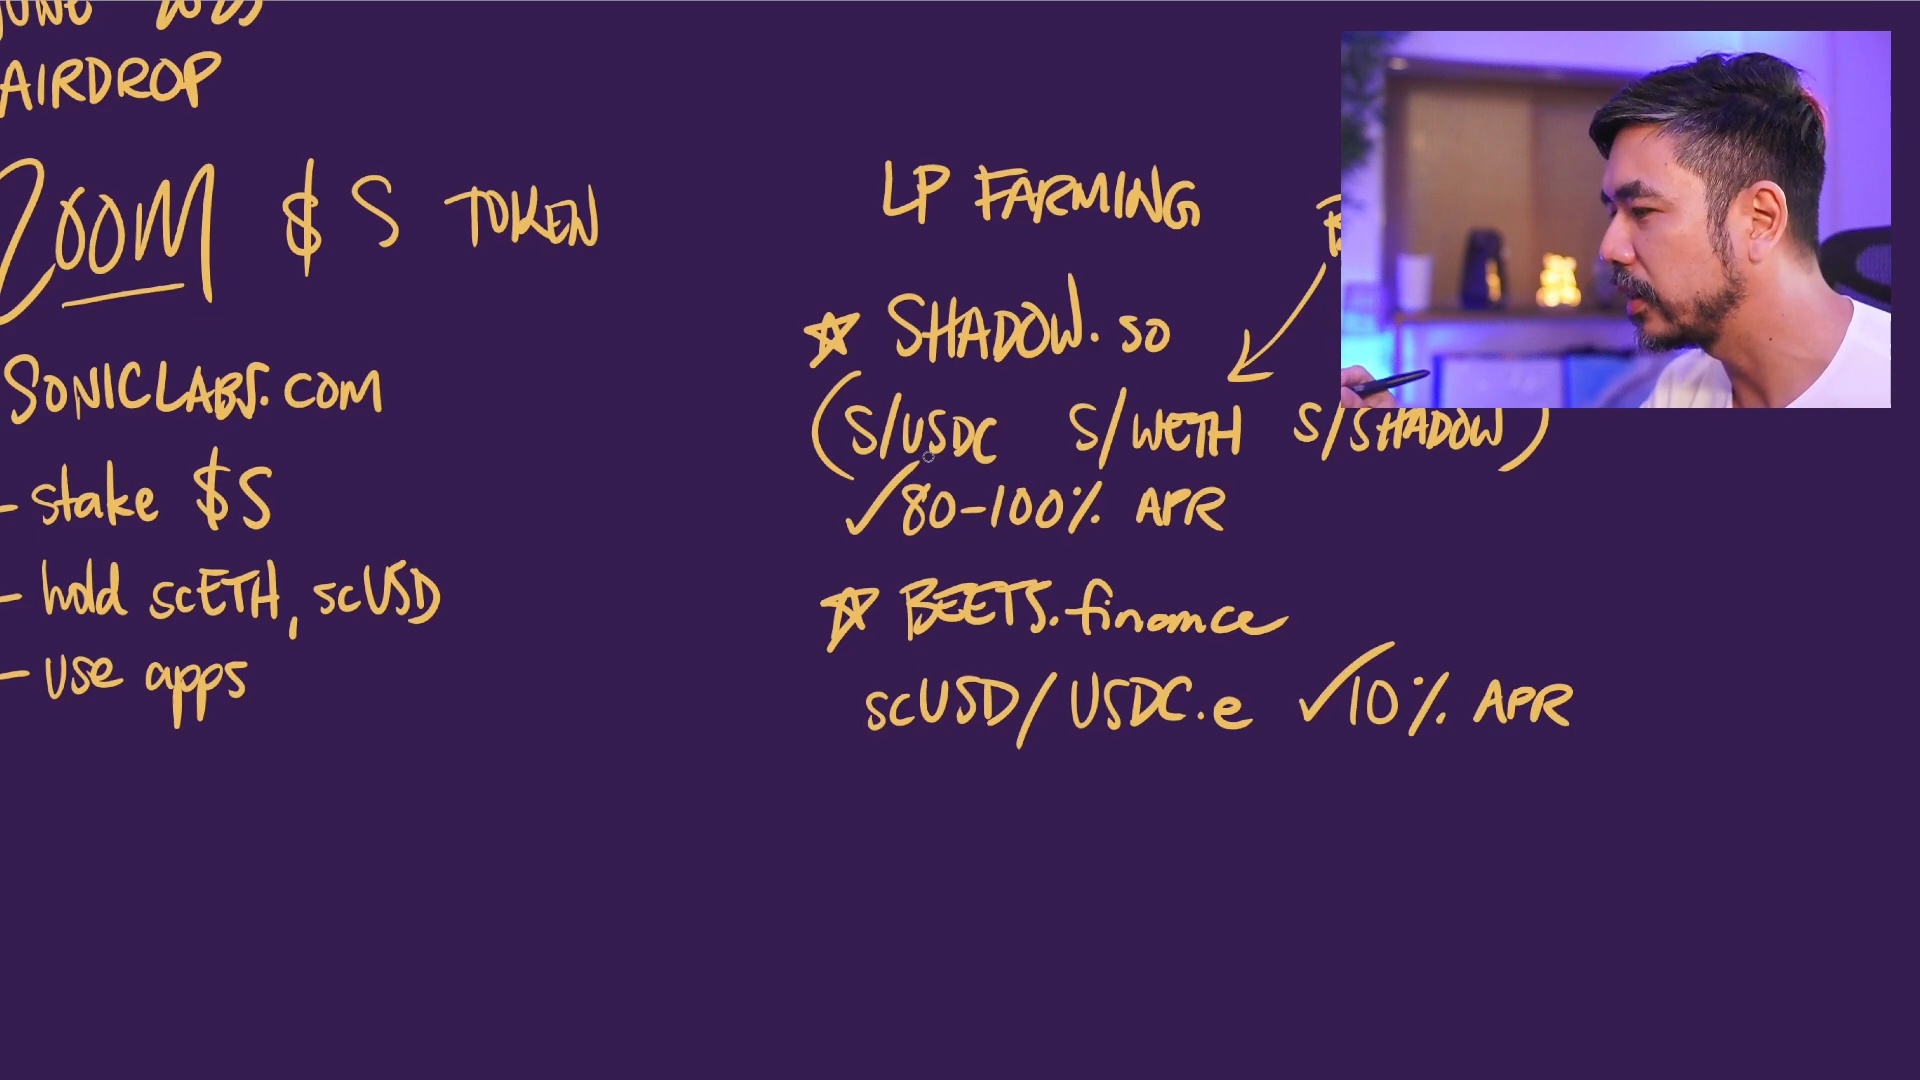 AIRDROP
ZOOM $ S TOKEN
SONICLABS.COM
- stake $S
- hold scETH, scUSD
- use apps
LP FARMING
☆ SHADOW.so
(S/USDC S/WETH S/SHADOW)
✓80-100% APR
☆ BEETS.finance
scUSD/USDC.e ✓10% APR